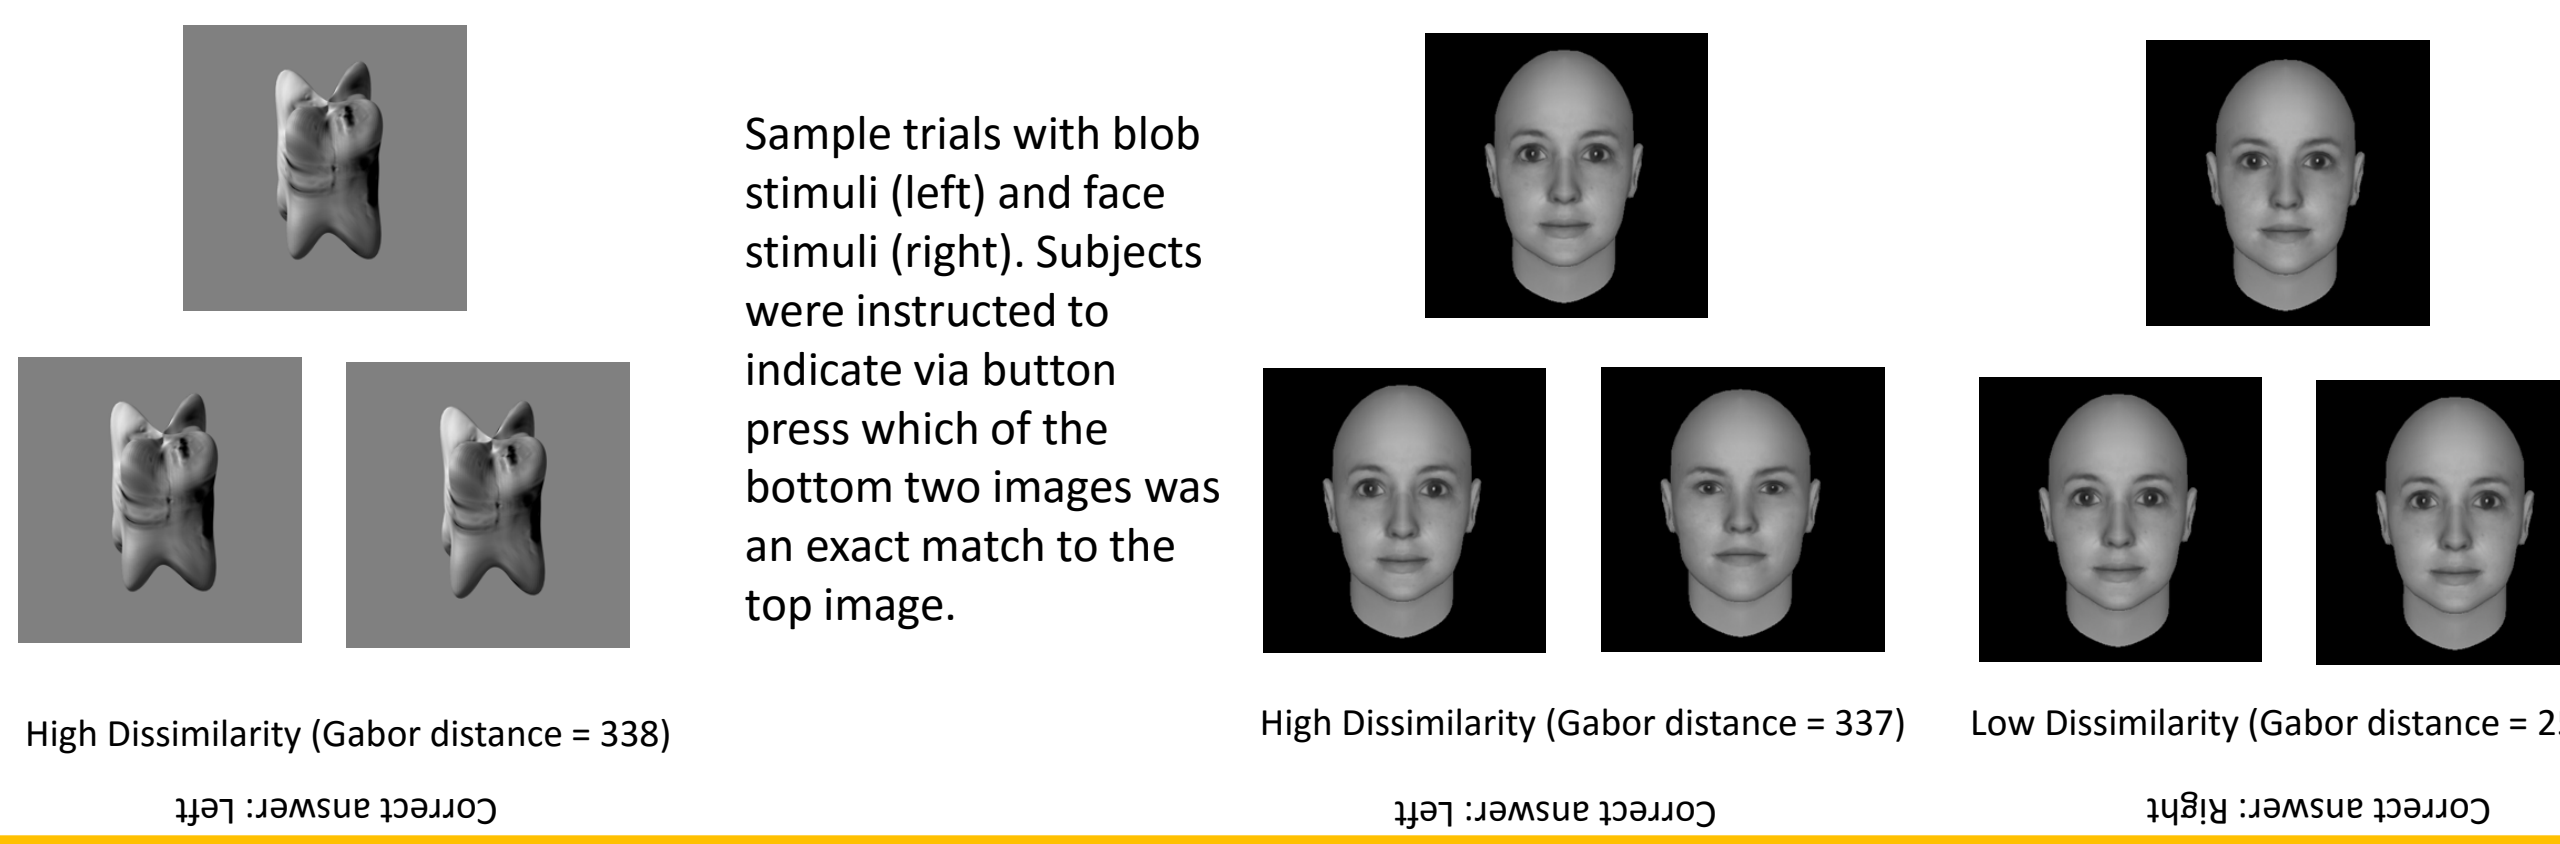 Sample trials with blob
stimuli (left) and face
stimuli (right). Subjects
were instructed to
indicate via button
press which of the
bottom two images was
an exact match to the
top image.
High Dissimilarity (Gabor distance = 338)
Correct answer: Left
High Dissimilarity (Gabor distance = 337)
Correct answer: Left
Low Dissimilarity (Gabor distance =
Correct answer: Right